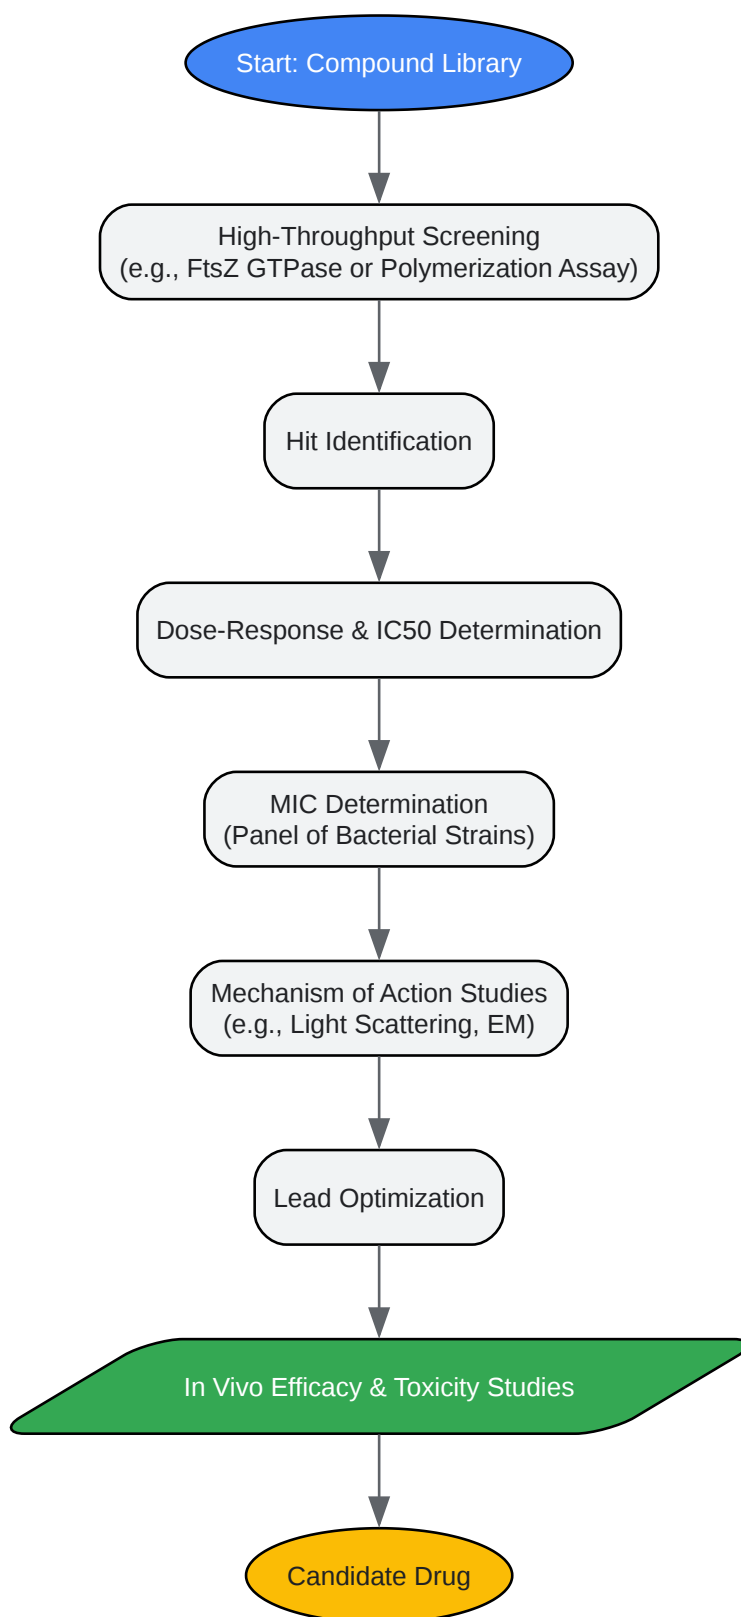 Start: Compound Library
High-Throughput Screening
(e.g., FtsZ GTPase or Polymerization Assay)
Hit Identification
Dose-Response & IC50 Determination
MIC Determination
(Panel of Bacterial Strains)
Mechanism of Action Studies
(e.g., Light Scattering, EM)
Lead Optimization
In Vivo Efficacy & Toxicity Studies
Candidate Drug